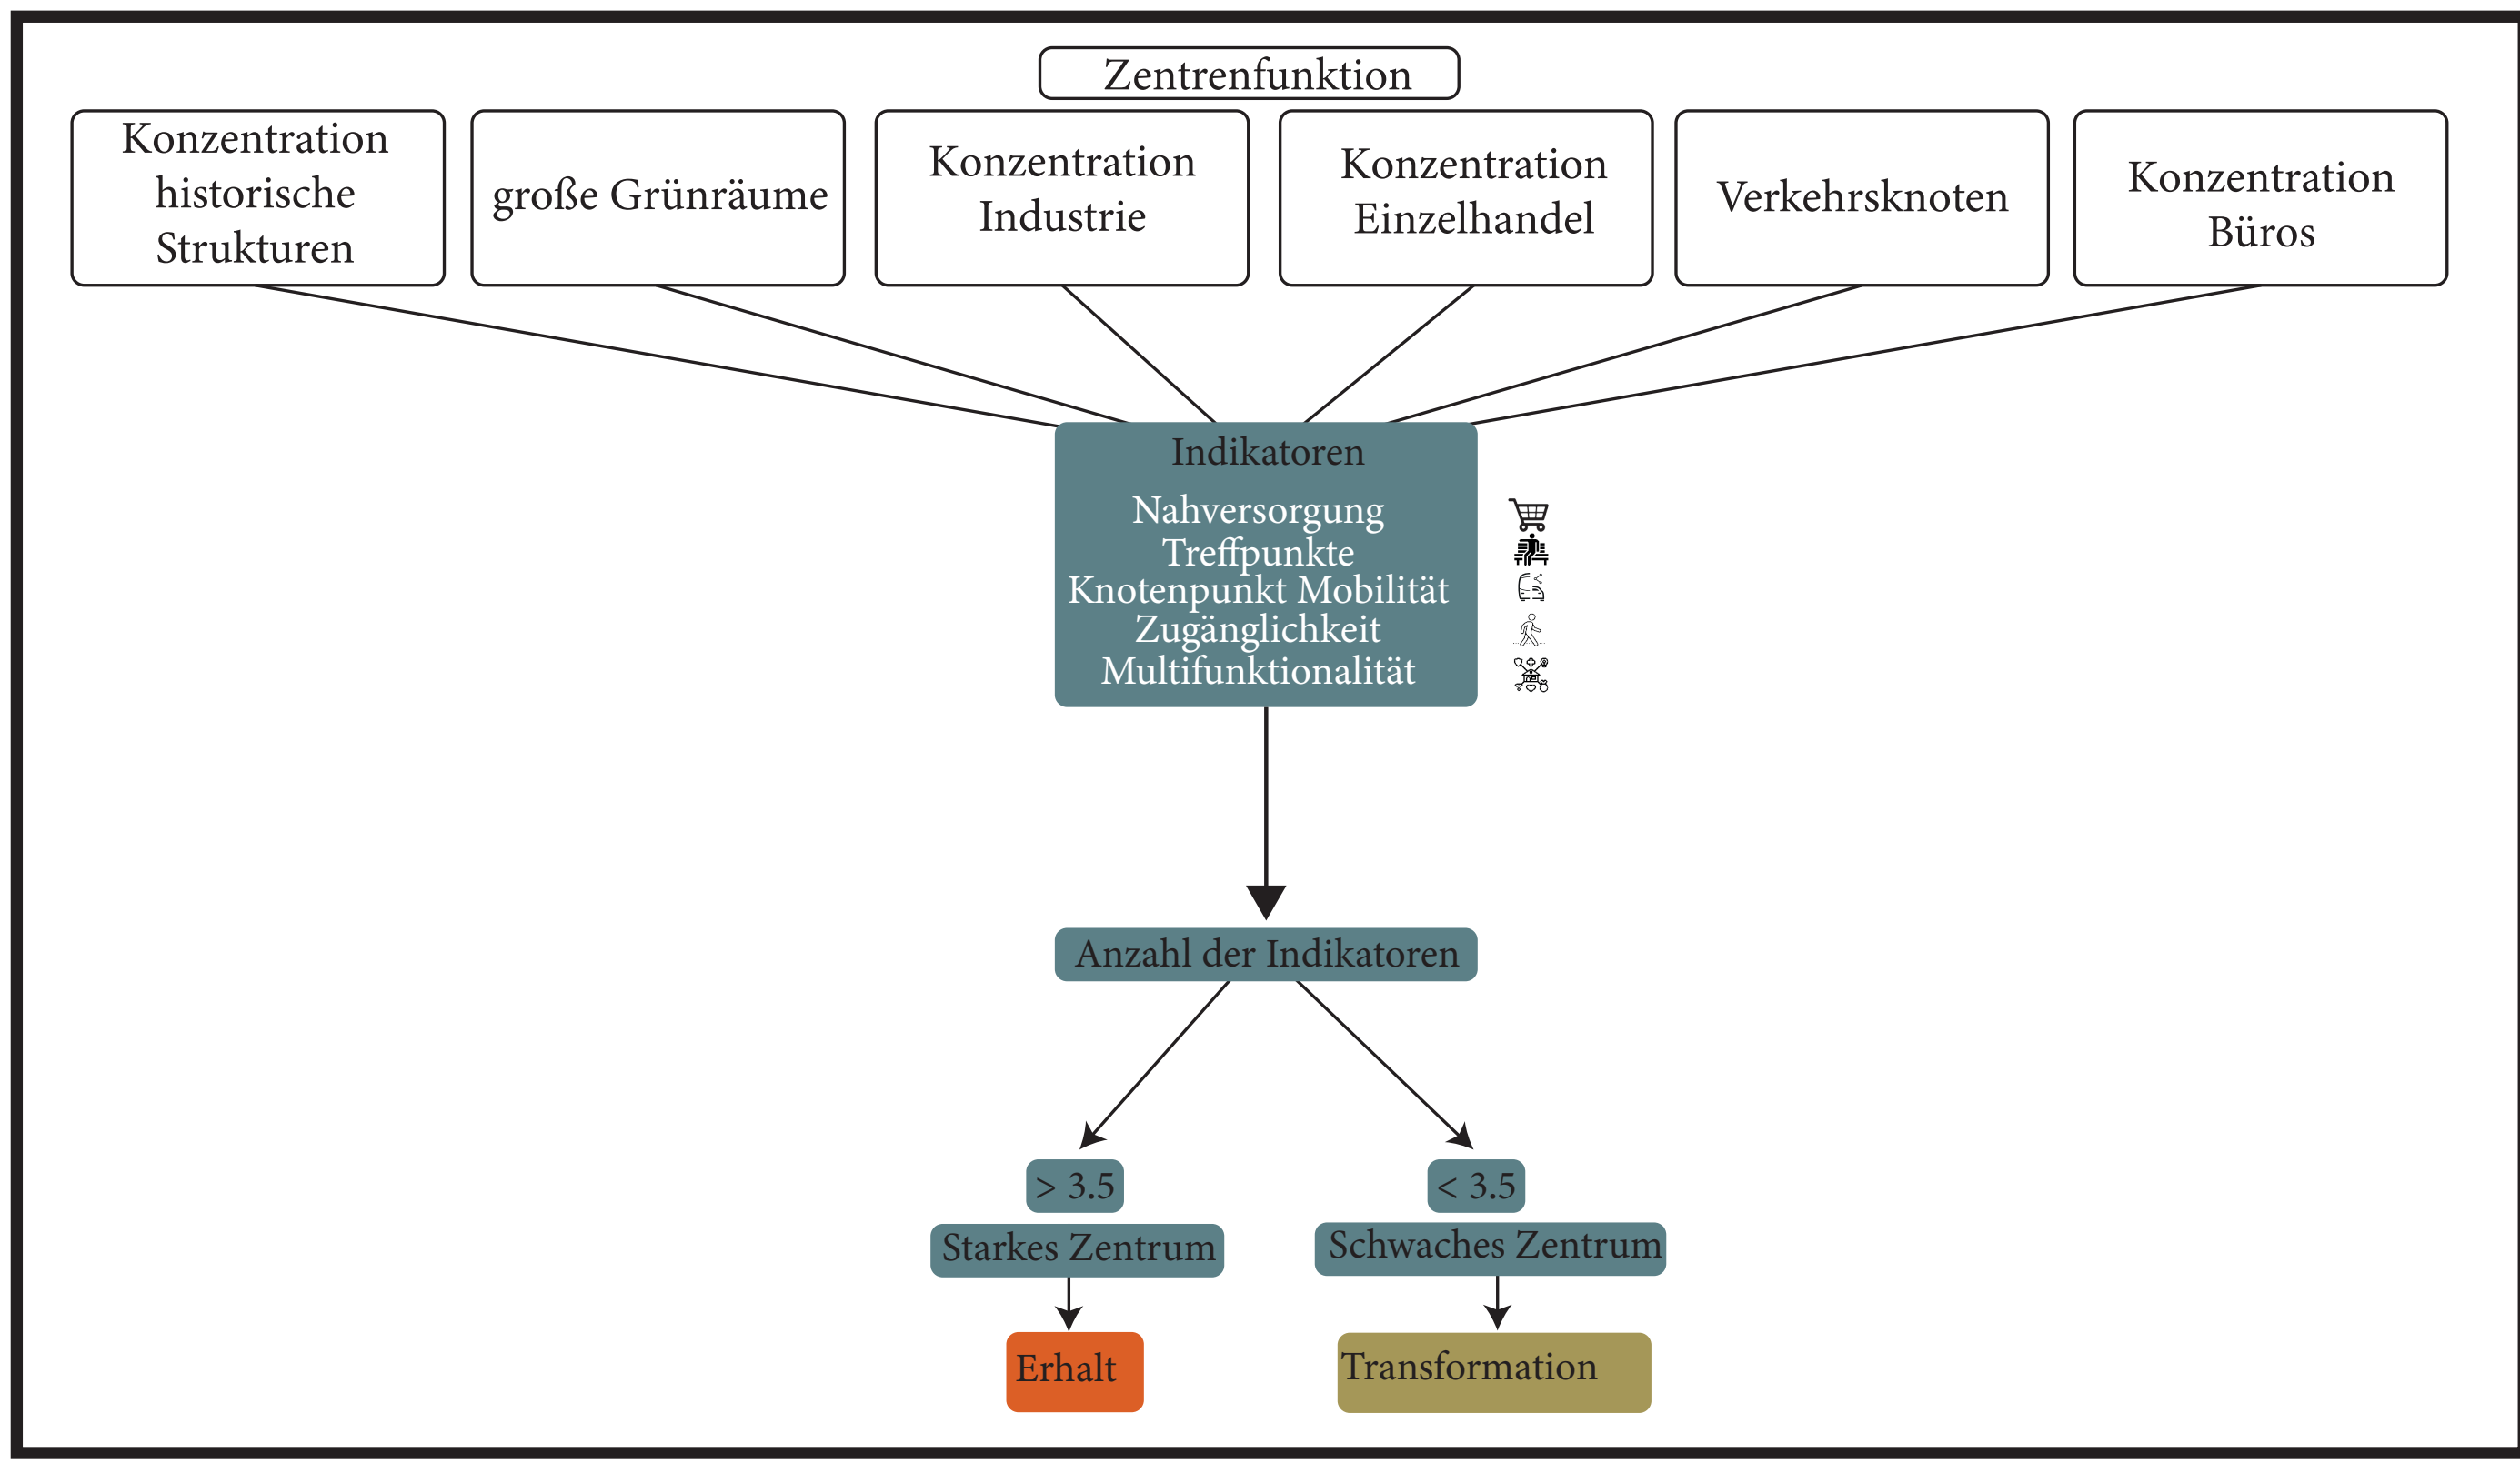 Zentrenfunktion
Konzentration
historische
Strukturen
große Grünräume
Konzentration
Industrie
Konzentration
Einzelhandel
Verkehrsknoten
Konzentration
Büros
Indikatoren
Nahversorgung
Treffpunkte
Knotenpunkt Mobilität
Zugänglichkeit
Multifunktionalität
Anzahl der Indikatoren
> 3.5
< 3.5
Starkes Zentrum
Schwaches Zentrum
Erhalt
Transformation